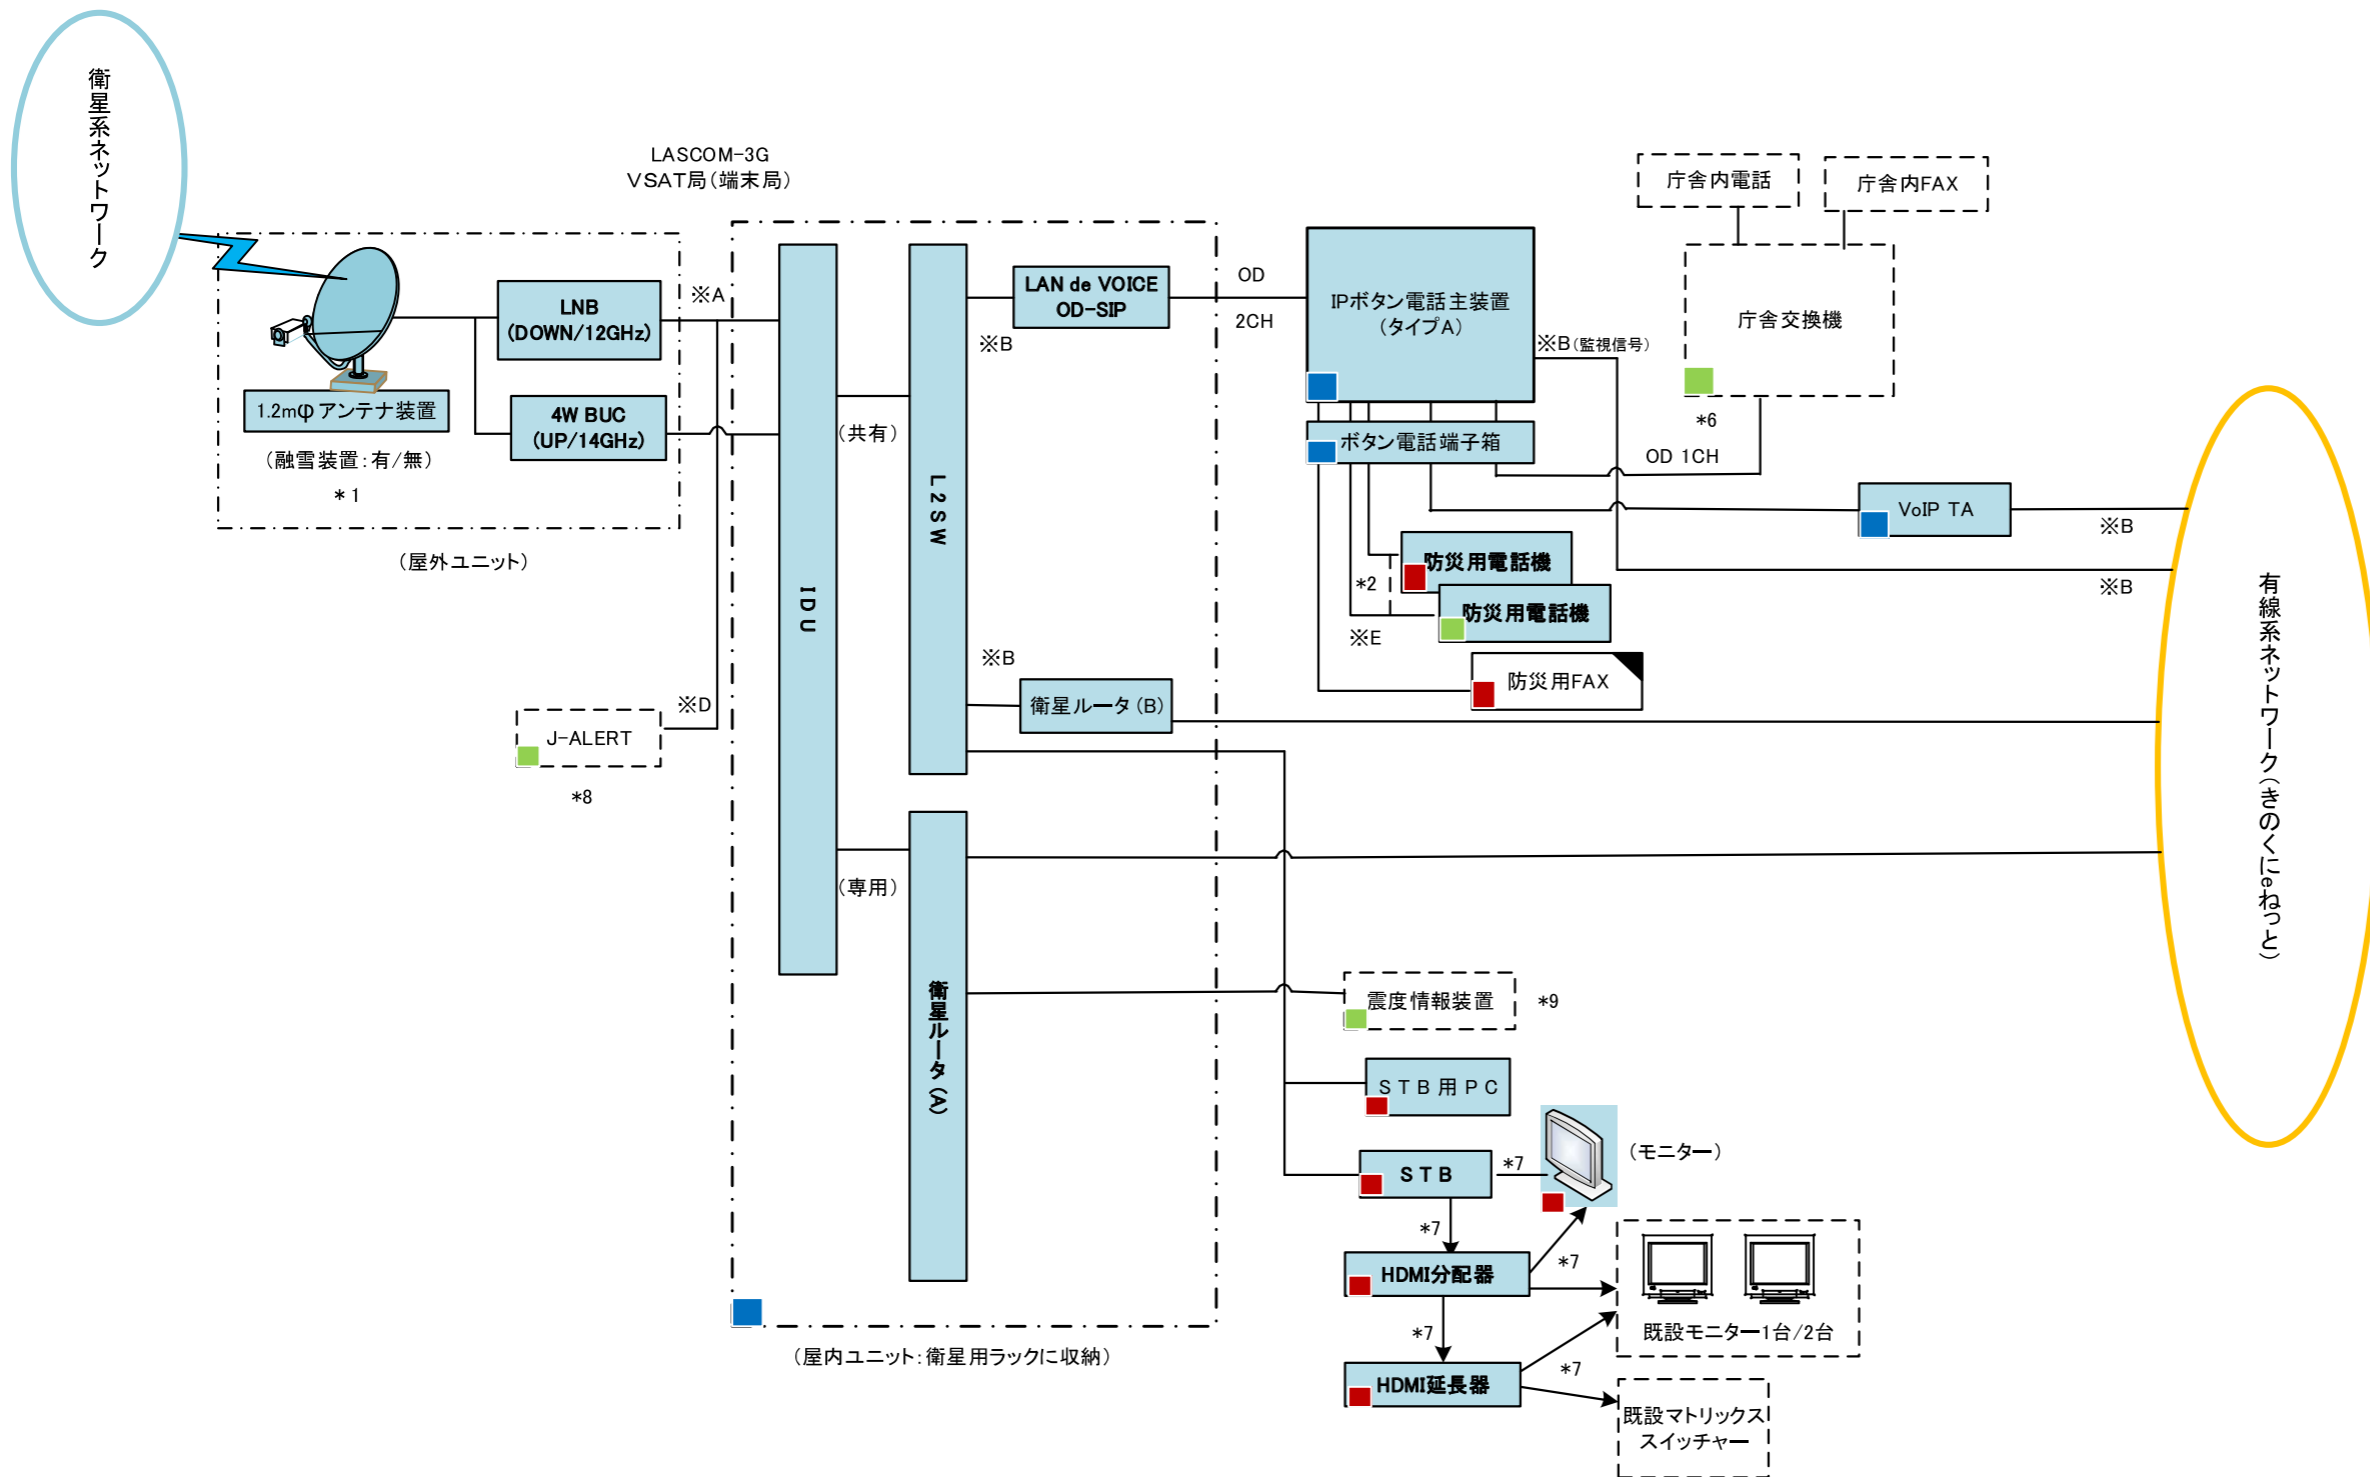 衛星系ネットワーク
LASCOM-3G
VSAT局(端末局)
LNB
(DOWN/12GHz)
※A
1.2mφ アンテナ装置
4W BUC
(UP/14GHz)
(融雪装置:有/無)
*1
(屋外ユニット)
J-ALERT
*8
※D
IDU
(共有)
(専用)
L2SW
衛星ルータ(A)
LAN de VOICE
OD-SIP
※B
※B
衛星ルータ(B)
(屋内ユニット:衛星用ラックに収納)
OD
2CH
IPボタン電話主装置
(タイプA)
※B(監視信号)
ボタン電話端子箱
庁舎内電話
庁舎内FAX
庁舎交換機
*6
OD 1CH
VoIP TA
※B
※B
防災用電話機
*2
防災用電話機
※E
防災用FAX
有線系ネットワーク(きのくにeねっと)
震度情報装置
*9
STB用PC
STB
*7
(モニター)
*7
HDMI分配器
*7
*7
既設モニター1台/2台
HDMI延長器
*7
既設マトリックス
スイッチャー